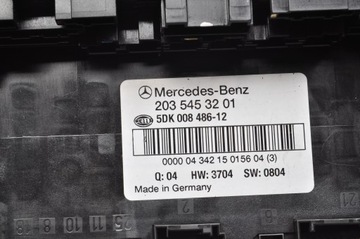 Mercedes-Benz
203 545 32 01
HELLA 5DK 008 486-12
0000 04 342 15 0156 04 (3)
Q: 04 HW: 3704 SW: 0804
Made in Germany